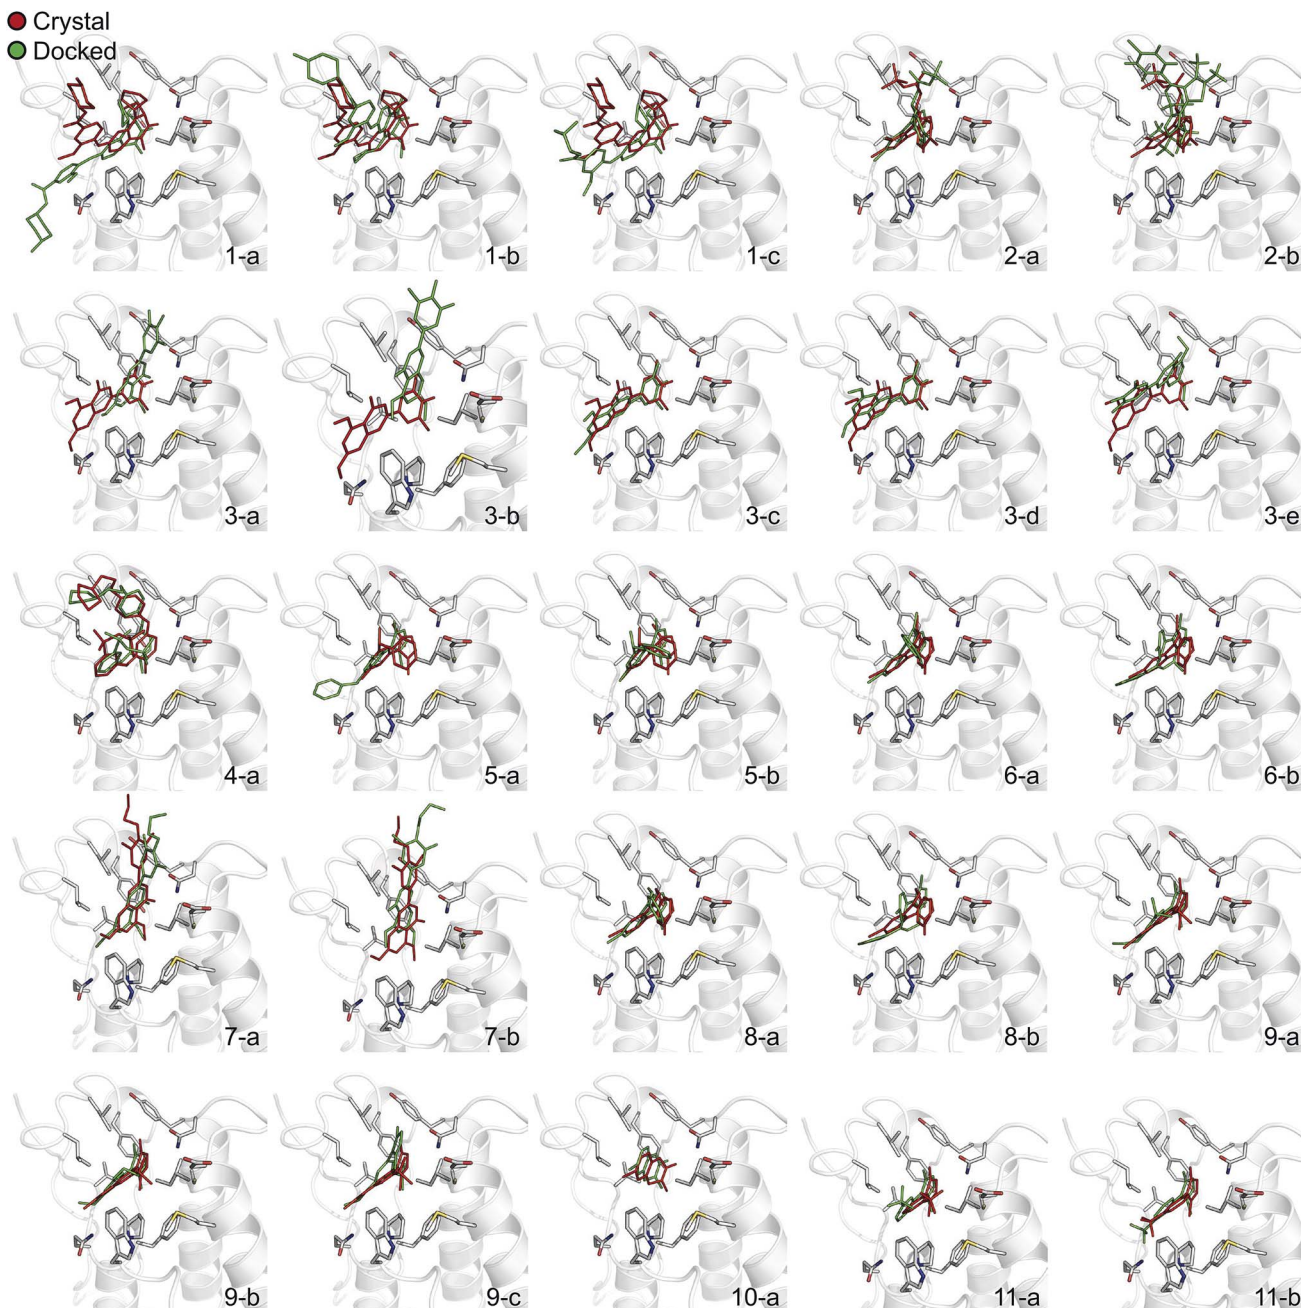 Crystal
Docked
1-a
1-b
1-c
2-a
2-b
3-a
3-b
3-c
3-d
3-e
4-a
5-a
5-b
6-a
6-b
7-a
7-b
8-a
8-b
9-a
9-b
9-c
10-a
11-a
11-b